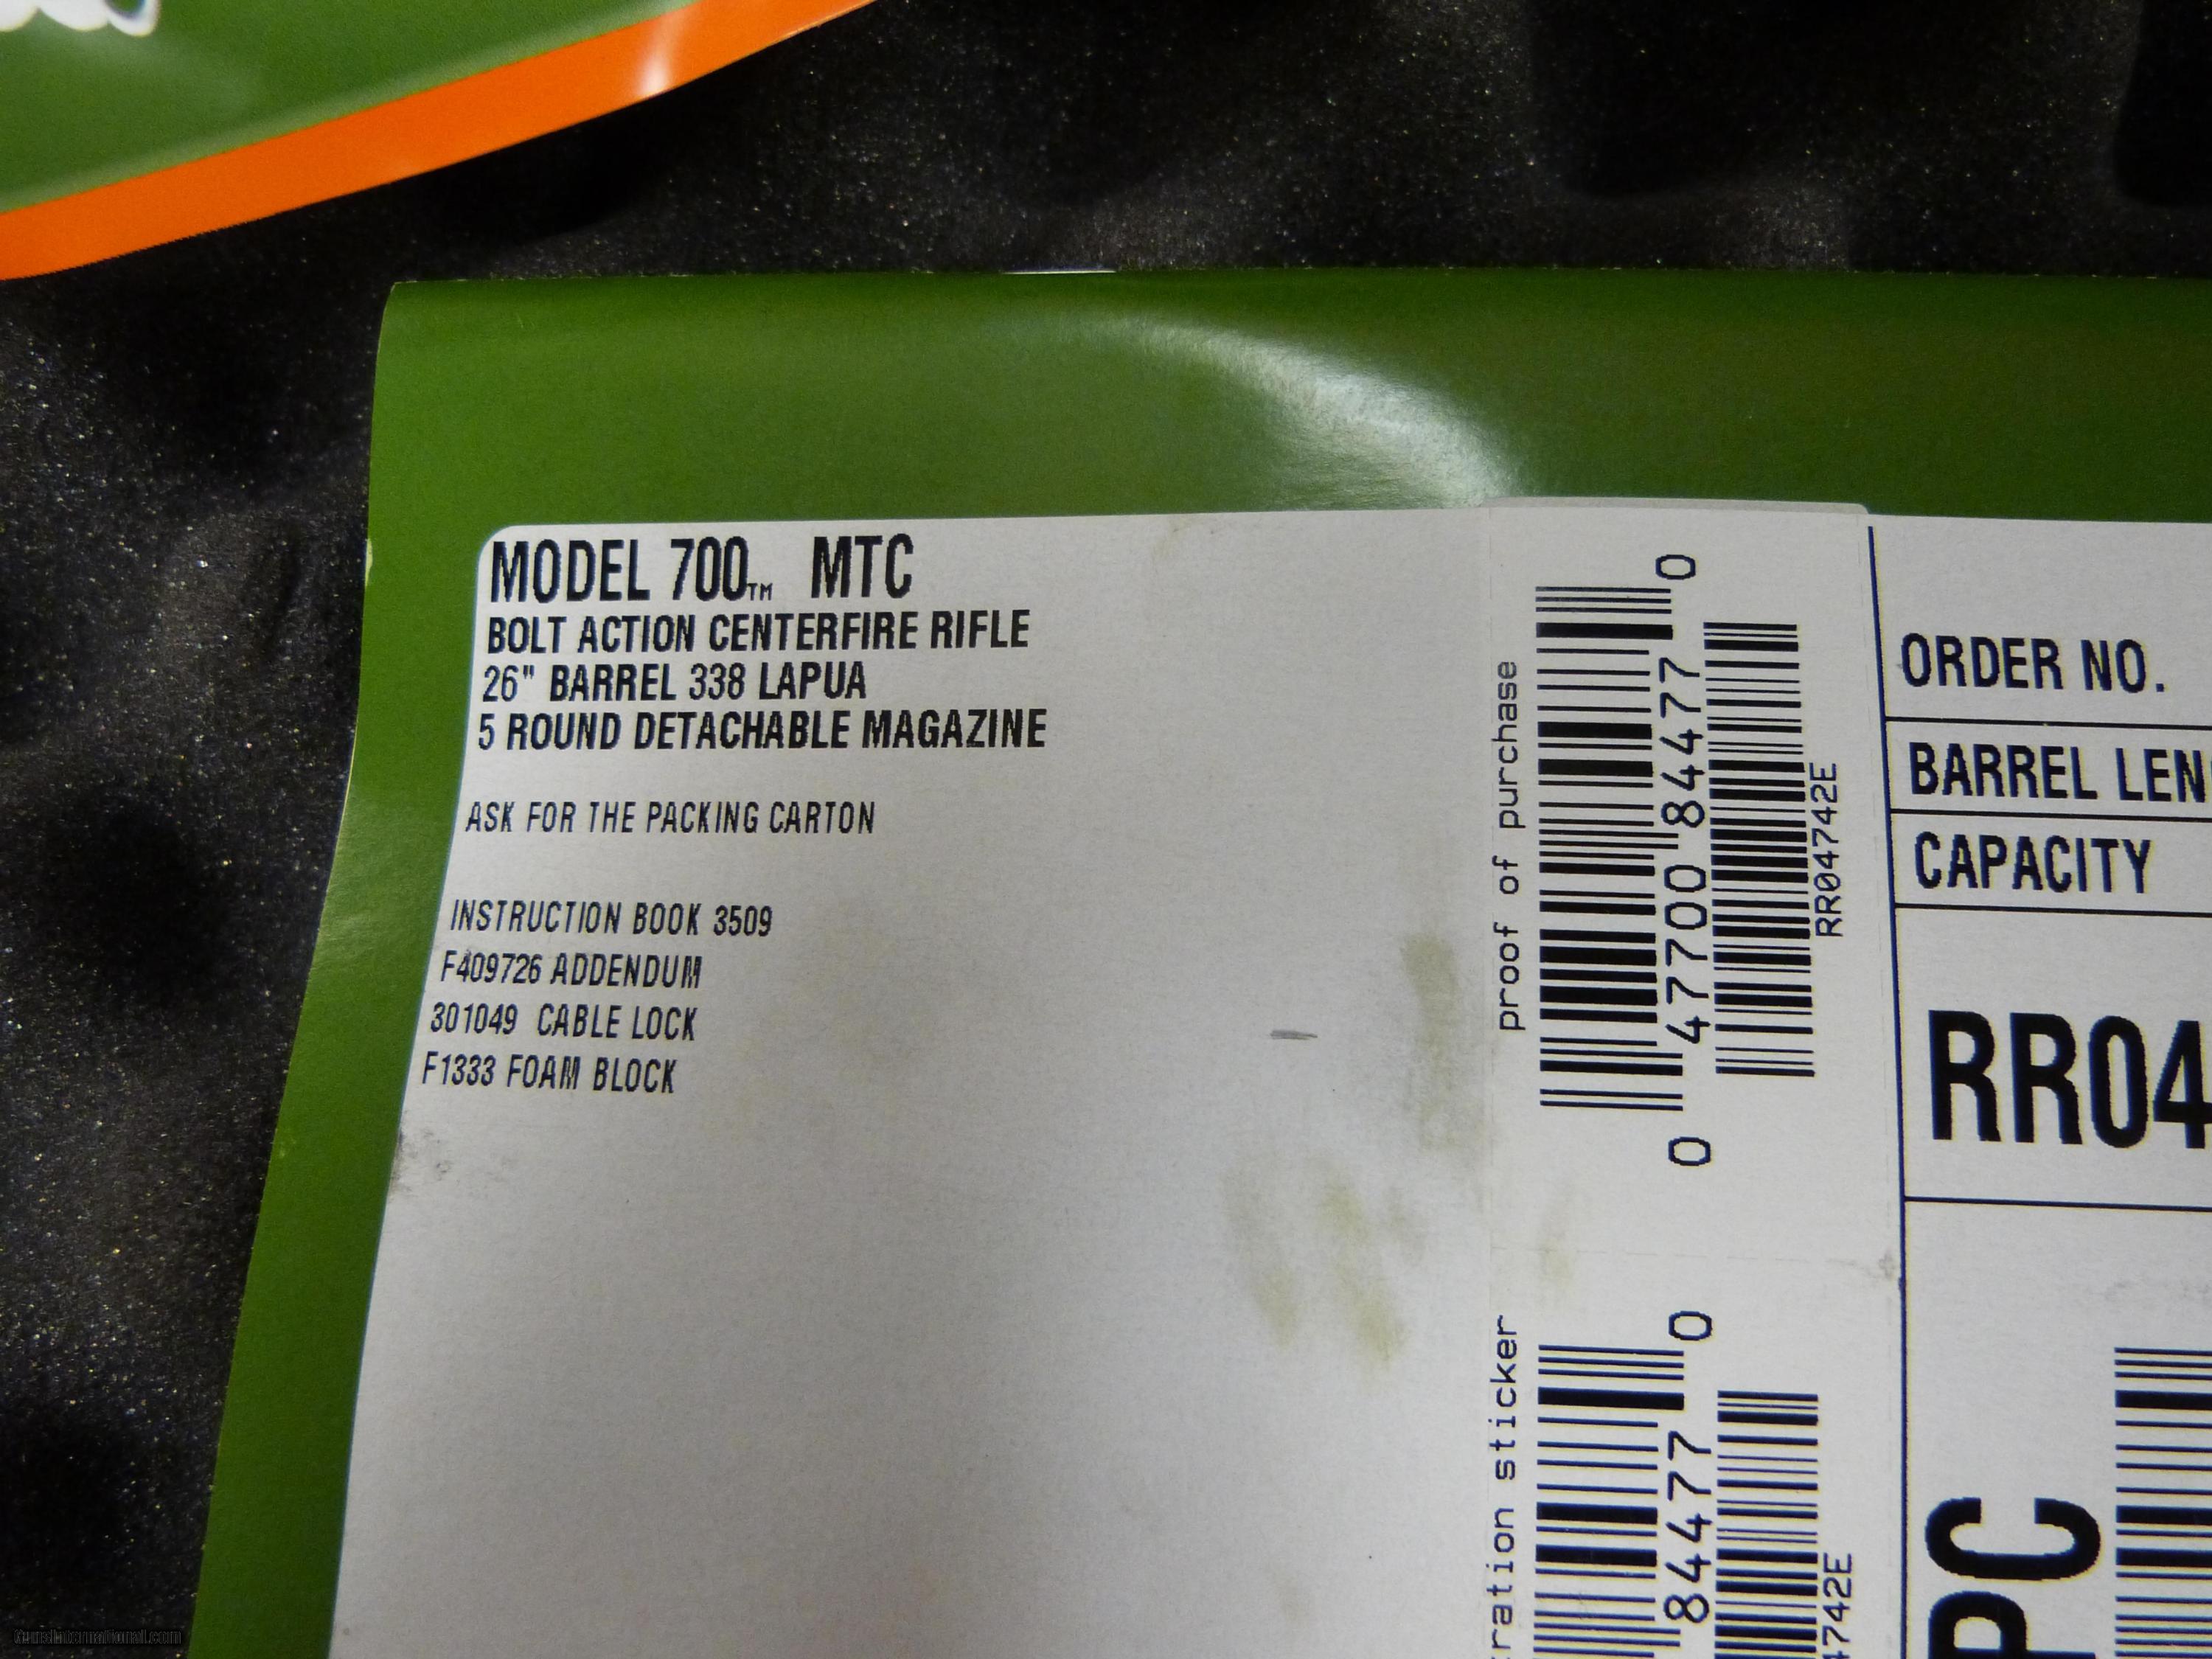 MODEL 700™ MTC
BOLT ACTION CENTERFIRE RIFLE
26" BARREL 338 LAPUA
5 ROUND DETACHABLE MAGAZINE
ASK FOR THE PACKING CARTON
INSTRUCTION BOOK 3509
F409726 ADDENDUM
301049 CABLE LOCK
F1333 FOAM BLOCK
proof of purchase
0 47700 84477 0
RR04742E
ration sticker
84477 0
4742E
ORDER NO.
BARREL LEN
CAPACITY
RR04
PC